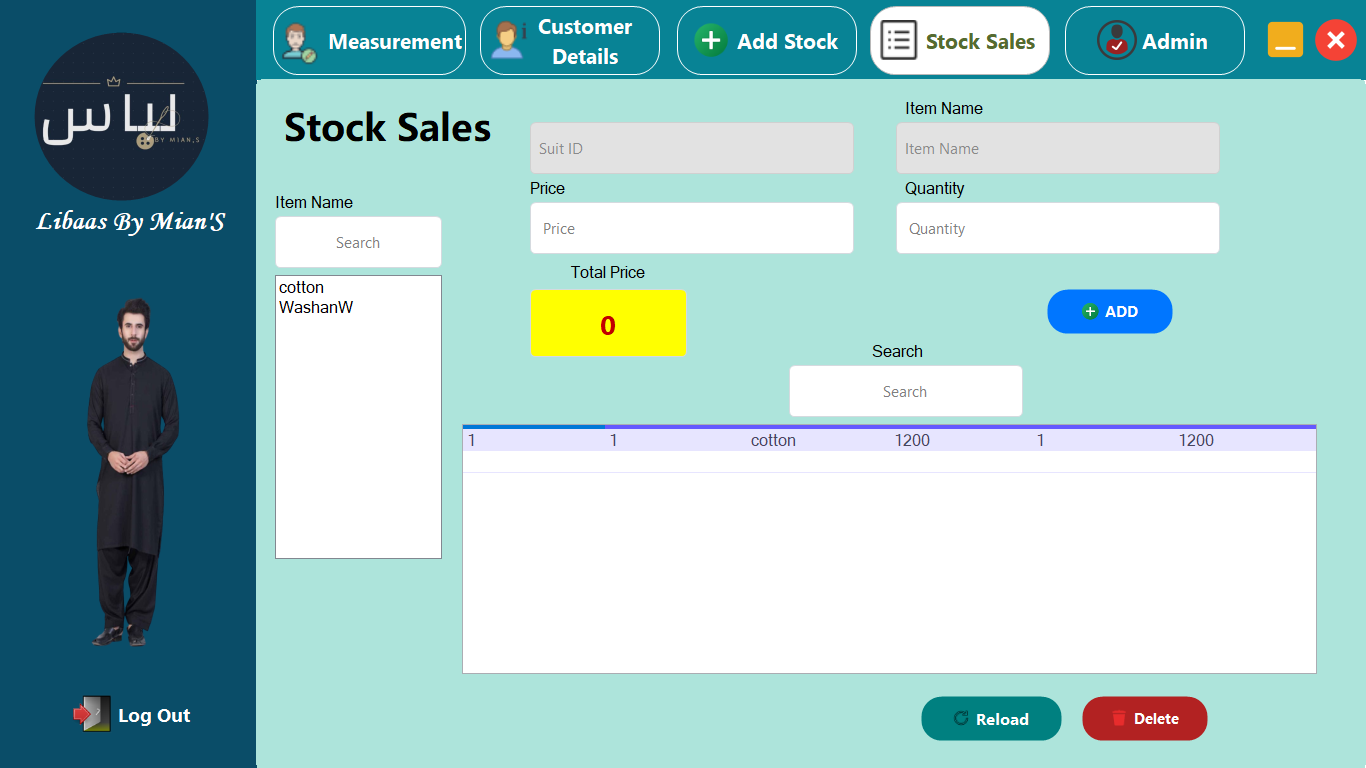 Measurement
Customer
Details
Add Stock
Stock Sales
Admin
لباس
BY MIAN,S
Libaas By Mian'S
Log Out
Stock Sales
Item Name
Search
cotton
WashanW
Suit ID
Item Name
Item Name
Price
Price
Quantity
Quantity
Total Price
0
ADD
Search
Search
1 1 cotton 1200 1 1200
Reload
Delete